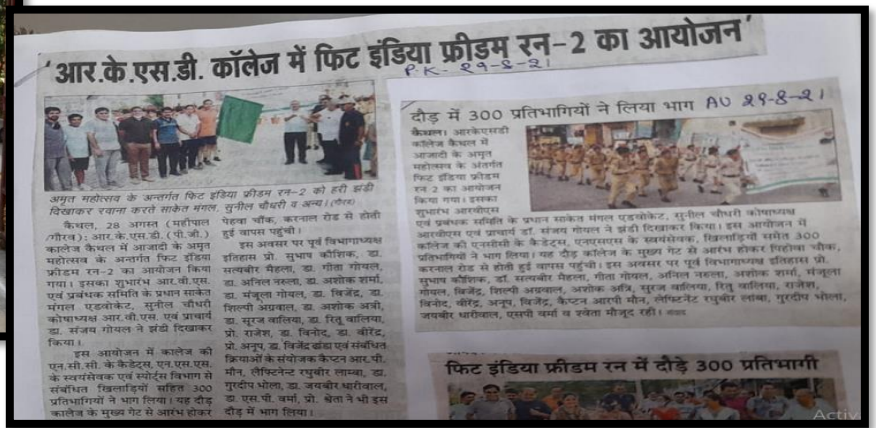 'आर.के.एस.डी. कॉलेज में फिट इंडिया फ्रीडम रन-2 का आयोजन'
P.K- 29-8-21
अमृत महोत्सव के अन्तर्गत फिट इंडिया फ्रीडम रन-2 को हरी झंडी
दिखाकर रवाना करते साकेत मंगल, सुनील चौधरी व अन्य। (गौरव)
कैथल, 28 अगस्त (महीपाल
/गौरव): आर.के.एस.डी. (पी.जी.)
कालेज कैथल में आजादी के अमृत
महोत्सव के अन्तर्गत फिट इंडिया
फ्रीडम रन-2 का आयोजन किया
गया। इसका शुभारंभ आर.वी.एस.
एवं प्रबंधक समिति के प्रधान साकेत
मंगल एडवोकेट, सुनील चौधरी
कोषाध्यक्ष आर.वी.एस. एवं प्राचार्य
डा. संजय गोयल ने झंडी दिखाकर
किया।
इस आयोजन में कालेज की
एन.सी.सी. के कैडेट्स, एन.एस.एस.
के स्वयंसेवक एवं स्पोर्ट्स विभाग से
संबंधित खिलाड़ियों सहित 300
प्रतिभागियों ने भाग लिया। यह दौड़
कालेज के मुख्य गेट से आरंभ होकर
पेहवा चौंक, करनाल रोड से होती
हुई वापस पहुंची।
इस अवसर पर पूर्व विभागाध्यक्ष
इतिहास प्रो. सुभाष कौशिक, डा.
सत्यबीर मैहला, डा. गीता गोयल,
डा. अनिल नरूला, डा. अशोक शर्मा,
डा. मंजूला गोयल, डा. विजेंद्र, डा.
शिल्पी अग्रवाल, डा. अशोक अत्री,
डा. सूरज वालिया, डा. रितू वालिया,
प्रो. राजेश, डा. विनोद, डा. वीरेंद्र,
प्रो. अनूप, डा. विजेंद्र ढांडा एवं संबंधित
क्रियाओं के संयोजक कैप्टन आर.पी.
मौन, लैफ्टिनेन्ट रघुबीर लाम्बा, डा.
गुरदीप भोला, डा. जयबीर धारीवाल,
डा. एस.पी. वर्मा, प्रो. श्वेता ने भी इस
दौड़ में भाग लिया।
दौड़ में 300 प्रतिभागियों ने लिया भाग AU 29-8-21
कैथल। आरकेएसडी
कॉलेज कैथल में
आजादी के अमृत
महोत्सव के अंतर्गत
फिट इंडिया फ्रीडम
रन 2 का आयोजन
किया गया। इसका
शुभारंभ आरवीएस
एवं प्रबंधक समिति के प्रधान साकेत मंगल एडवोकेट, सुनील चौधरी कोषाध्यक्ष
आरवीएस एवं प्राचार्य डॉ. संजय गोयल ने झंडी दिखाकर किया। इस आयोजन में
कॉलेज की एनसीसी के कैडेट्स, एनएसएस के स्वयंसेवक, खिलाड़ियों समेत 300
प्रतिभागियों ने भाग लिया। यह दौड़ कॉलेज के मुख्य गेट से आरंभ होकर पिहोवा चौक,
करनाल रोड से होती हुई वापस पहुंची। इस अवसर पर पूर्व विभागाध्यक्ष इतिहास प्रो.
सुभाष कौशिक, डॉ. सत्यबीर मैहला, गीता गोयल, अनिल नरुला, अशोक शर्मा, मंजूला
गोयल, विजेंद्र, शिल्पी अग्रवाल, अशोक अत्रि, सूरज वालिया, रितु वालिया, राजेश,
विनोद, वीरेंद्र, अनूप, विजेंद्र, कैप्टन आरपी मौन, लेफ्टिनेंट रघुबीर लांबा, गुरदीप भोला,
जयबीर धारीवाल, एसपी वर्मा व श्वेता मौजूद रही।
फिट इंडिया फ्रीडम रन में दौड़े 300 प्रतिभागी
Activ